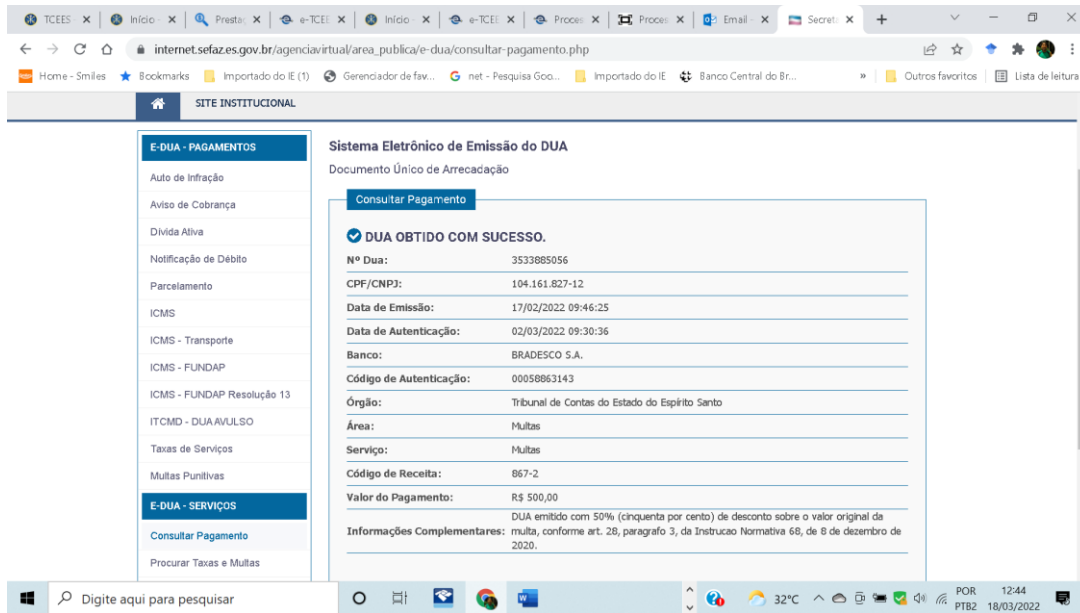 TCEES -
Início -
Prestaç
e-TCEE
Início -
e-TCEE
Proces
Proces
Email -
Secreta
internet.sefaz.es.gov.br/agenciavirtual/area_publica/e-dua/consultar-pagamento.php
Home - Smiles
Bookmarks
Importado do IE (1)
Gerenciador de fav...
net - Pesquisa Goo...
Importado do IE
Banco Central do Br...
»
Outros favoritos
Lista de leitura
SITE INSTITUCIONAL
E-DUA - PAGAMENTOS
Auto de Infração
Aviso de Cobrança
Dívida Ativa
Notificação de Débito
Parcelamento
ICMS
ICMS - Transporte
ICMS - FUNDAP
ICMS - FUNDAP Resolução 13
ITCMD - DUA AVULSO
Taxas de Serviços
Multas Punitivas
E-DUA - SERVIÇOS
Consultar Pagamento
Procurar Taxas e Multas
Sistema Eletrônico de Emissão do DUA
Documento Único de Arrecadação
Consultar Pagamento
DUA OBTIDO COM SUCESSO.
Nº Dua: 3533885056
CPF/CNPJ: 104.161.827-12
Data de Emissão: 17/02/2022 09:46:25
Data de Autenticação: 02/03/2022 09:30:36
Banco: BRADESCO S.A.
Código de Autenticação: 00058863143
Órgão: Tribunal de Contas do Estado do Espírito Santo
Área: Multas
Serviço: Multas
Código de Receita: 867-2
Valor do Pagamento: R$ 500,00
DUA emitido com 50% (cinquenta por cento) de desconto sobre o valor original da
Informações Complementares: multa, conforme art. 28, paragrafo 3, da Instrucao Normativa 68, de 8 de dezembro de
2020.
Digite aqui para pesquisar
32°C
POR
PTB2
12:44
18/03/2022